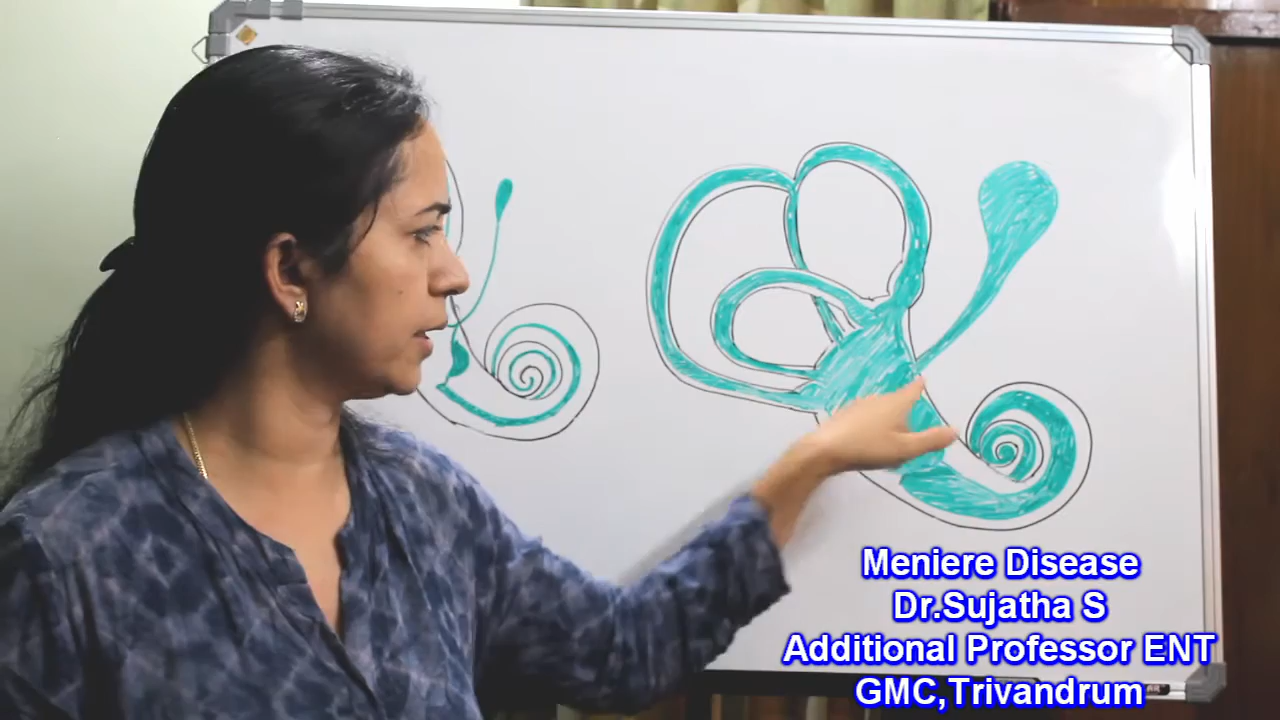 Meniere Disease
Dr.Sujatha S
Additional Professor ENT
GMC,Trivandrum